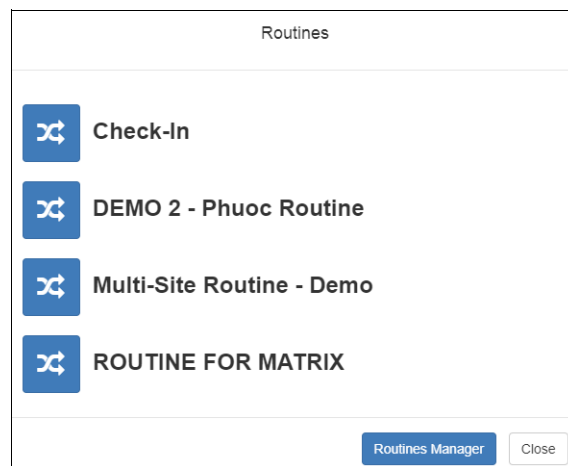 Routines
Check-In
DEMO 2 - Phuoc Routine
Multi-Site Routine - Demo
ROUTINE FOR MATRIX
Routines Manager Close